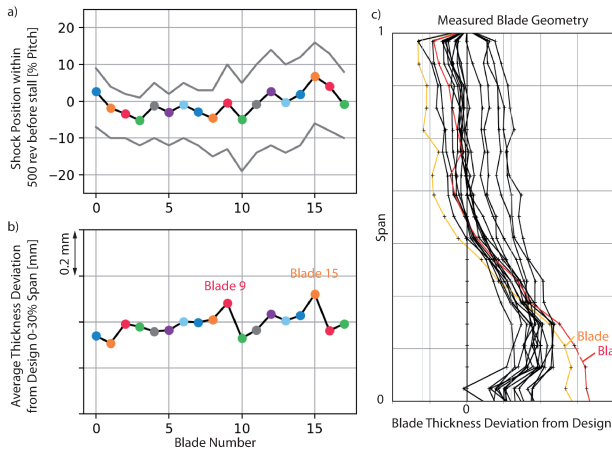 a)
Shock Position within
500 rev before stall [% Pitch]
20
10
0
−10
−20
0
5
10
15
b)
Average Thickness Deviation
from Design 0-30% Span [mm]
0.2 mm
Blade 9
Blade 15
0
5
10
15
Blade Number
c)
Measured Blade Geometry
1
Span
0
Blade
Bla
0
Blade Thickness Deviation from Design